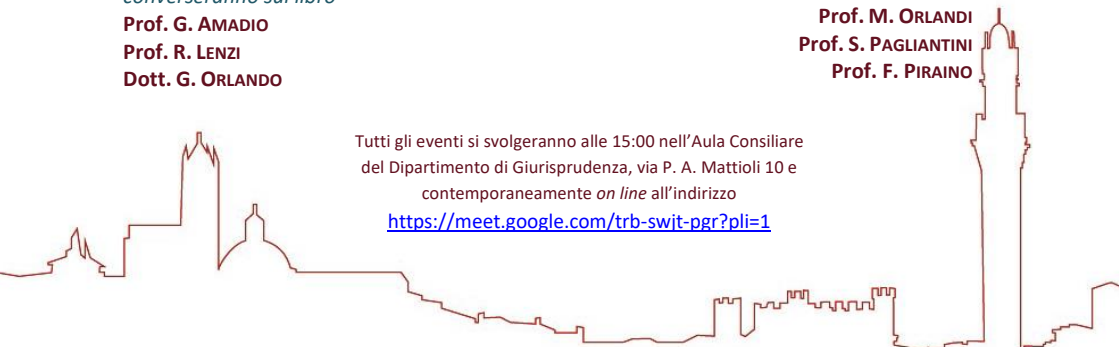 converseranno sul libro
Prof. G. AMADIO
Prof. R. LENZI
Dott. G. ORLANDO
Prof. M. ORLANDI
Prof. S. PAGLIANTINI
Prof. F. PIRAINO
Tutti gli eventi si svolgeranno alle 15:00 nell'Aula Consiliare
del Dipartimento di Giurisprudenza, via P. A. Mattioli 10 e
contemporaneamente on line all'indirizzo
https://meet.google.com/trb-swjt-pgr?pli=1